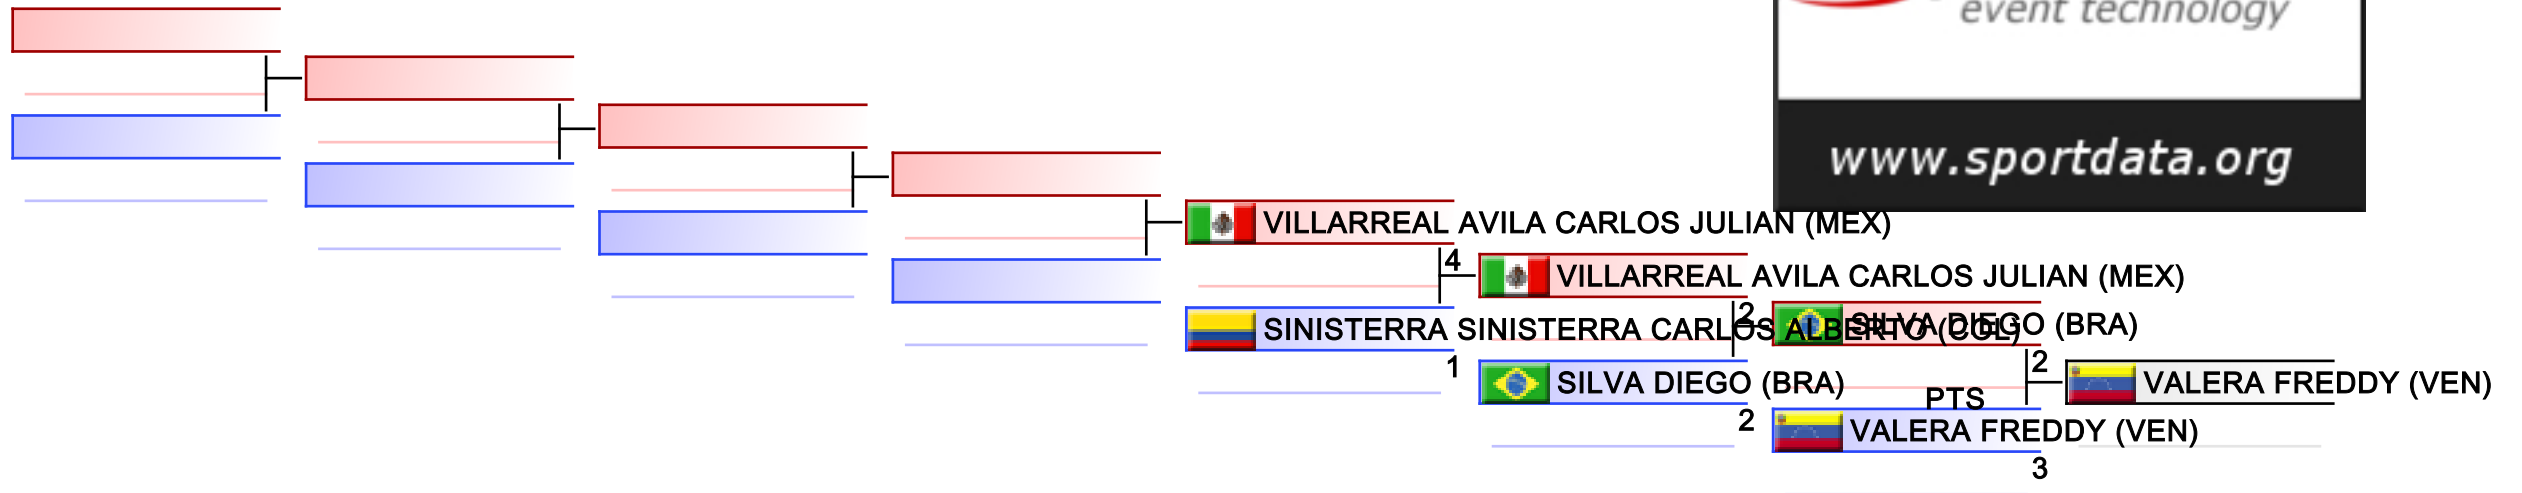 event technology
www.sportdata.org
VILLARREAL AVILA CARLOS JULIAN (MEX)
4
VILLARREAL AVILA CARLOS JULIAN (MEX)
SINISTERRA SINISTERRA CARLOS ALBERTO (COL)
1
2
SILVA DIEGO (BRA)
SILVA DIEGO (BRA)
2
2
PTS
VALERA FREDDY (VEN)
VALERA FREDDY (VEN)
3